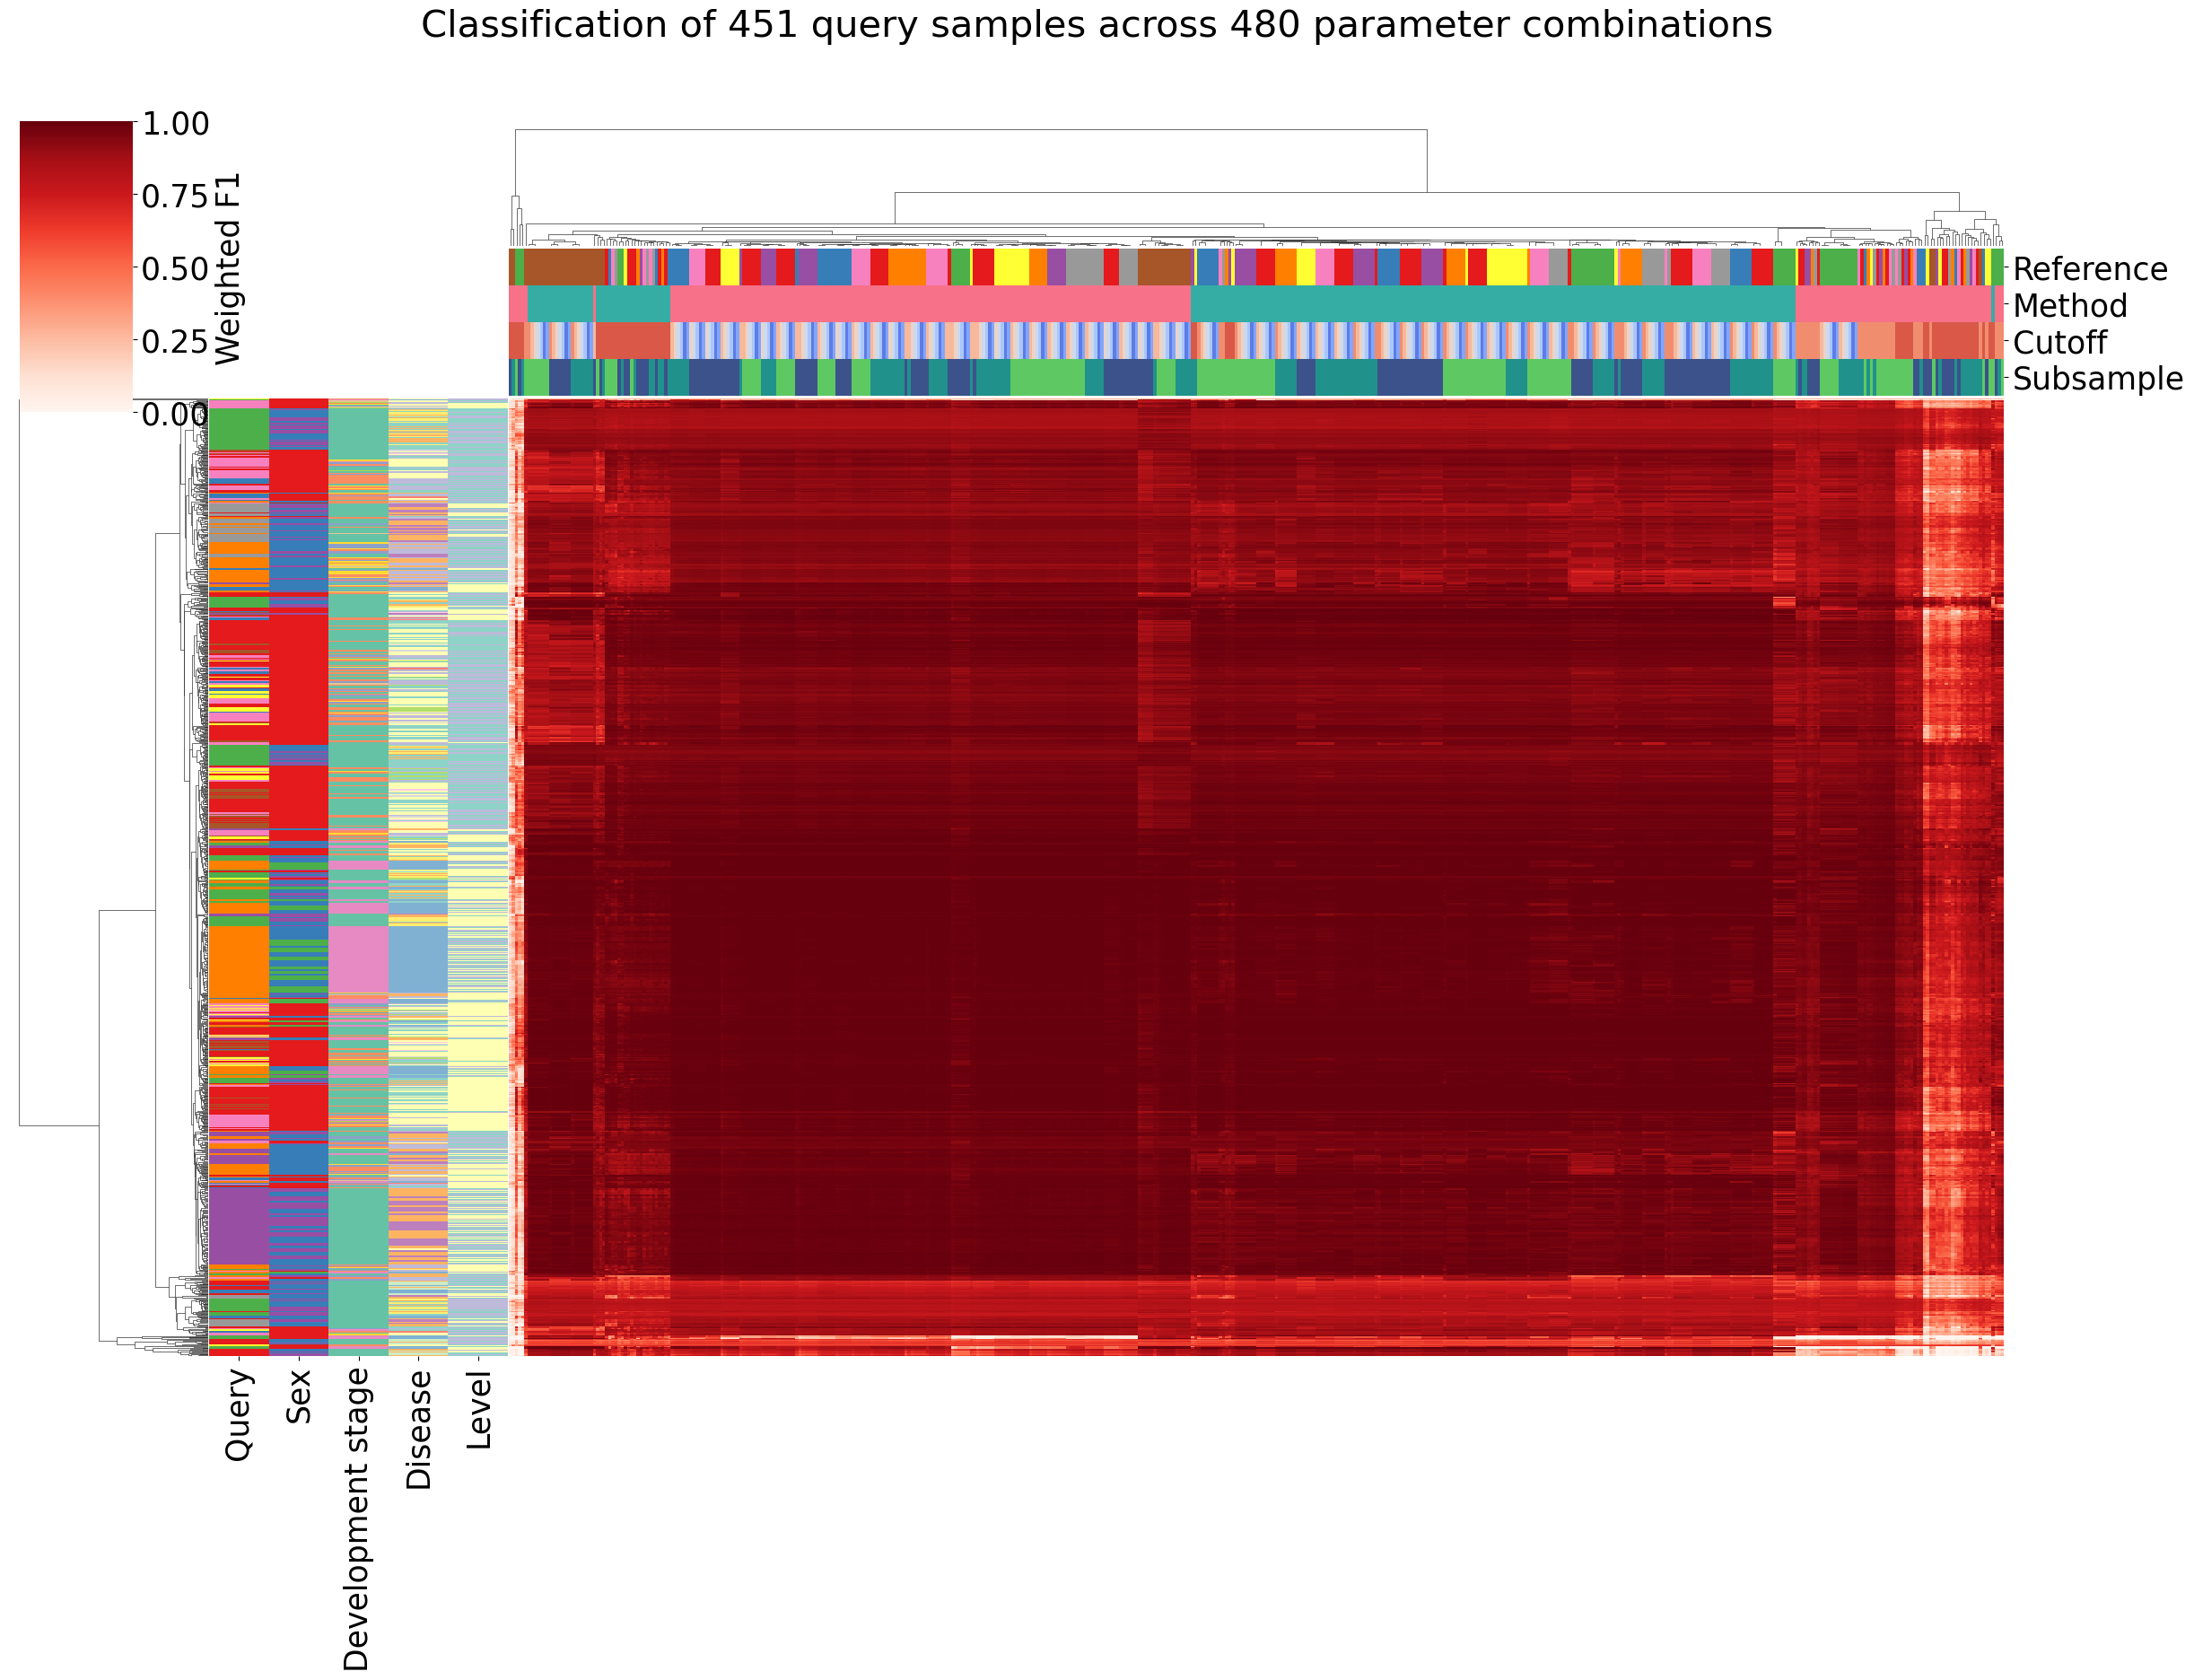 Classification of 451 query samples across 480 parameter combinations
1.00
0.75
0.50
0.25
0.00
Weighted F1
Reference
Method
Cutoff
Subsample
Query
Sex
Development stage
Disease
Level